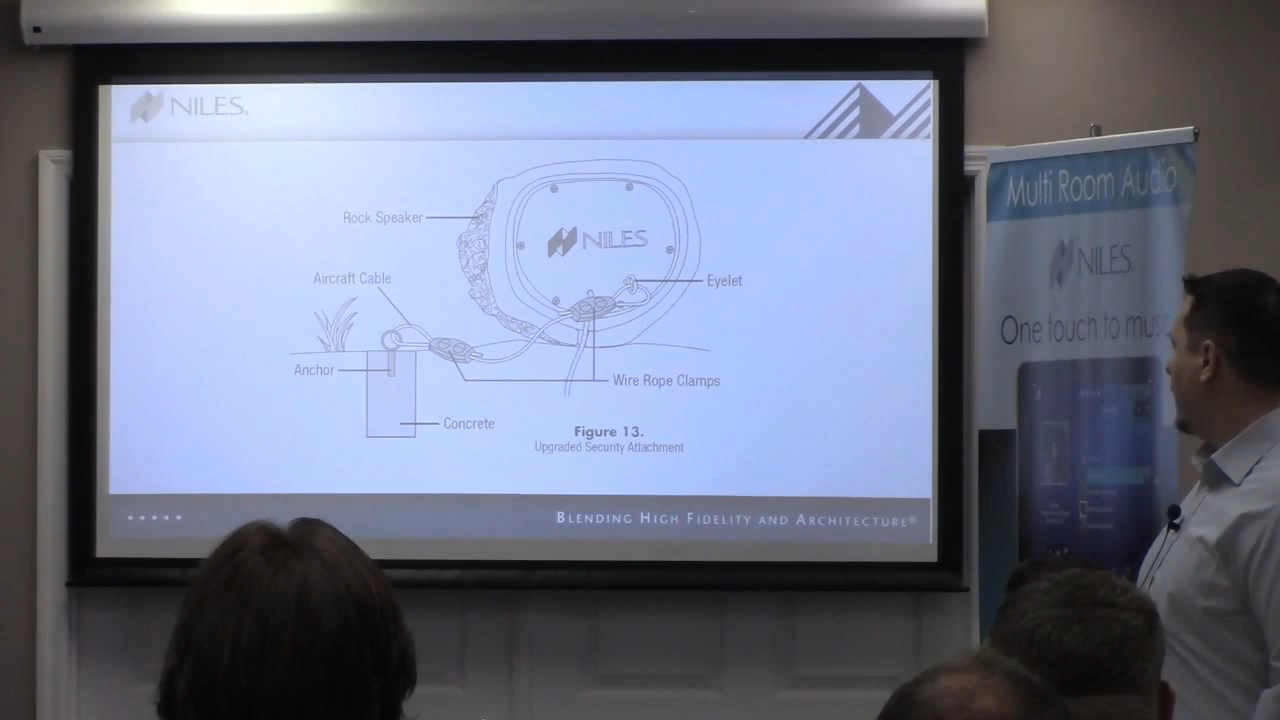 NILES®
Rock Speaker
NILES
Aircraft Cable
Eyelet
Anchor
Wire Rope Clamps
Concrete
Figure 13.
Upgraded Security Attachment
BLENDING HIGH FIDELITY AND ARCHITECTURE®
Multi Room Audio
NILES
One touch to